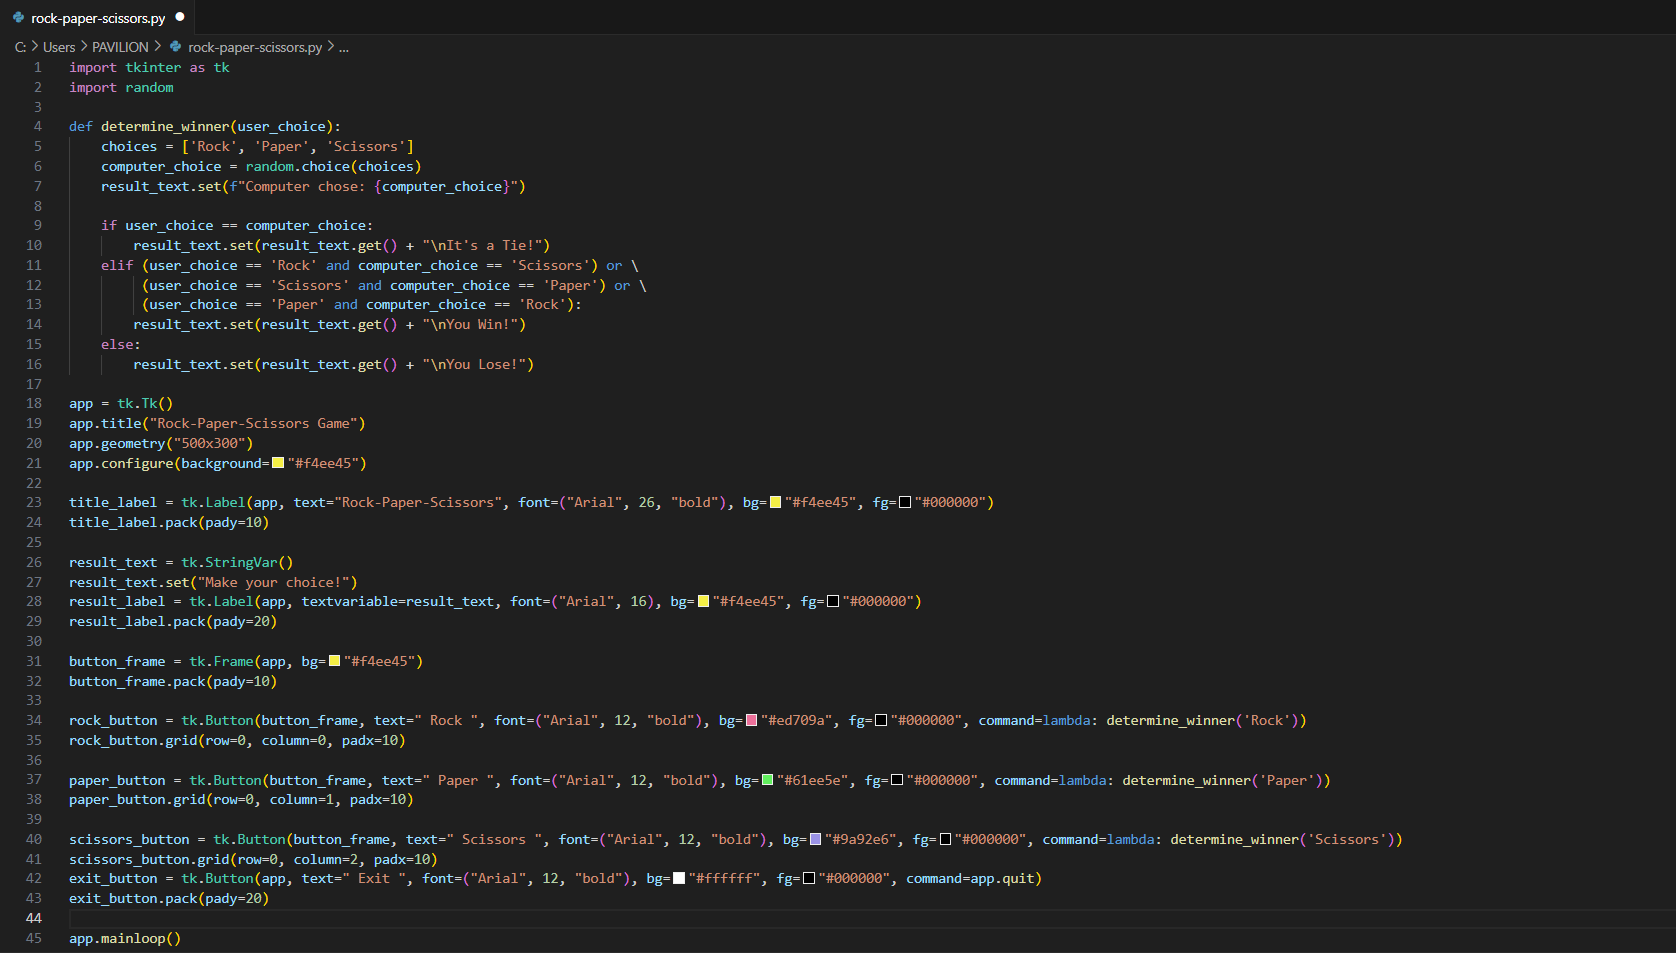 rock-paper-scissors.py
C: > Users > PAVILION > rock-paper-scissors.py > ...
1 import tkinter as tk
2 import random
3
4 def determine_winner(user_choice):
5     choices = ['Rock', 'Paper', 'Scissors']
6     computer_choice = random.choice(choices)
7     result_text.set(f"Computer chose: {computer_choice}")
8
9     if user_choice == computer_choice:
10         result_text.set(result_text.get() + "\nIt's a Tie!")
11     elif (user_choice == 'Rock' and computer_choice == 'Scissors') or \
12          (user_choice == 'Scissors' and computer_choice == 'Paper') or \
13          (user_choice == 'Paper' and computer_choice == 'Rock'):
14         result_text.set(result_text.get() + "\nYou Win!")
15     else:
16         result_text.set(result_text.get() + "\nYou Lose!")
17
18 app = tk.Tk()
19 app.title("Rock-Paper-Scissors Game")
20 app.geometry("500x300")
21 app.configure(background="#f4ee45")
22
23 title_label = tk.Label(app, text="Rock-Paper-Scissors", font=("Arial", 26, "bold"), bg="#f4ee45", fg="#000000")
24 title_label.pack(pady=10)
25
26 result_text = tk.StringVar()
27 result_text.set("Make your choice!")
28 result_label = tk.Label(app, textvariable=result_text, font=("Arial", 16), bg="#f4ee45", fg="#000000")
29 result_label.pack(pady=20)
30
31 button_frame = tk.Frame(app, bg="#f4ee45")
32 button_frame.pack(pady=10)
33
34 rock_button = tk.Button(button_frame, text=" Rock ", font=("Arial", 12, "bold"), bg="#ed709a", fg="#000000", command=lambda: determine_winner('Rock'))
35 rock_button.grid(row=0, column=0, padx=10)
36
37 paper_button = tk.Button(button_frame, text=" Paper ", font=("Arial", 12, "bold"), bg="#61ee5e", fg="#000000", command=lambda: determine_winner('Paper'))
38 paper_button.grid(row=0, column=1, padx=10)
39
40 scissors_button = tk.Button(button_frame, text=" Scissors ", font=("Arial", 12, "bold"), bg="#9a92e6", fg="#000000", command=lambda: determine_winner('Scissors'))
41 scissors_button.grid(row=0, column=2, padx=10)
42 exit_button = tk.Button(app, text=" Exit ", font=("Arial", 12, "bold"), bg="#ffffff", fg="#000000", command=app.quit)
43 exit_button.pack(pady=20)
44
45 app.mainloop()